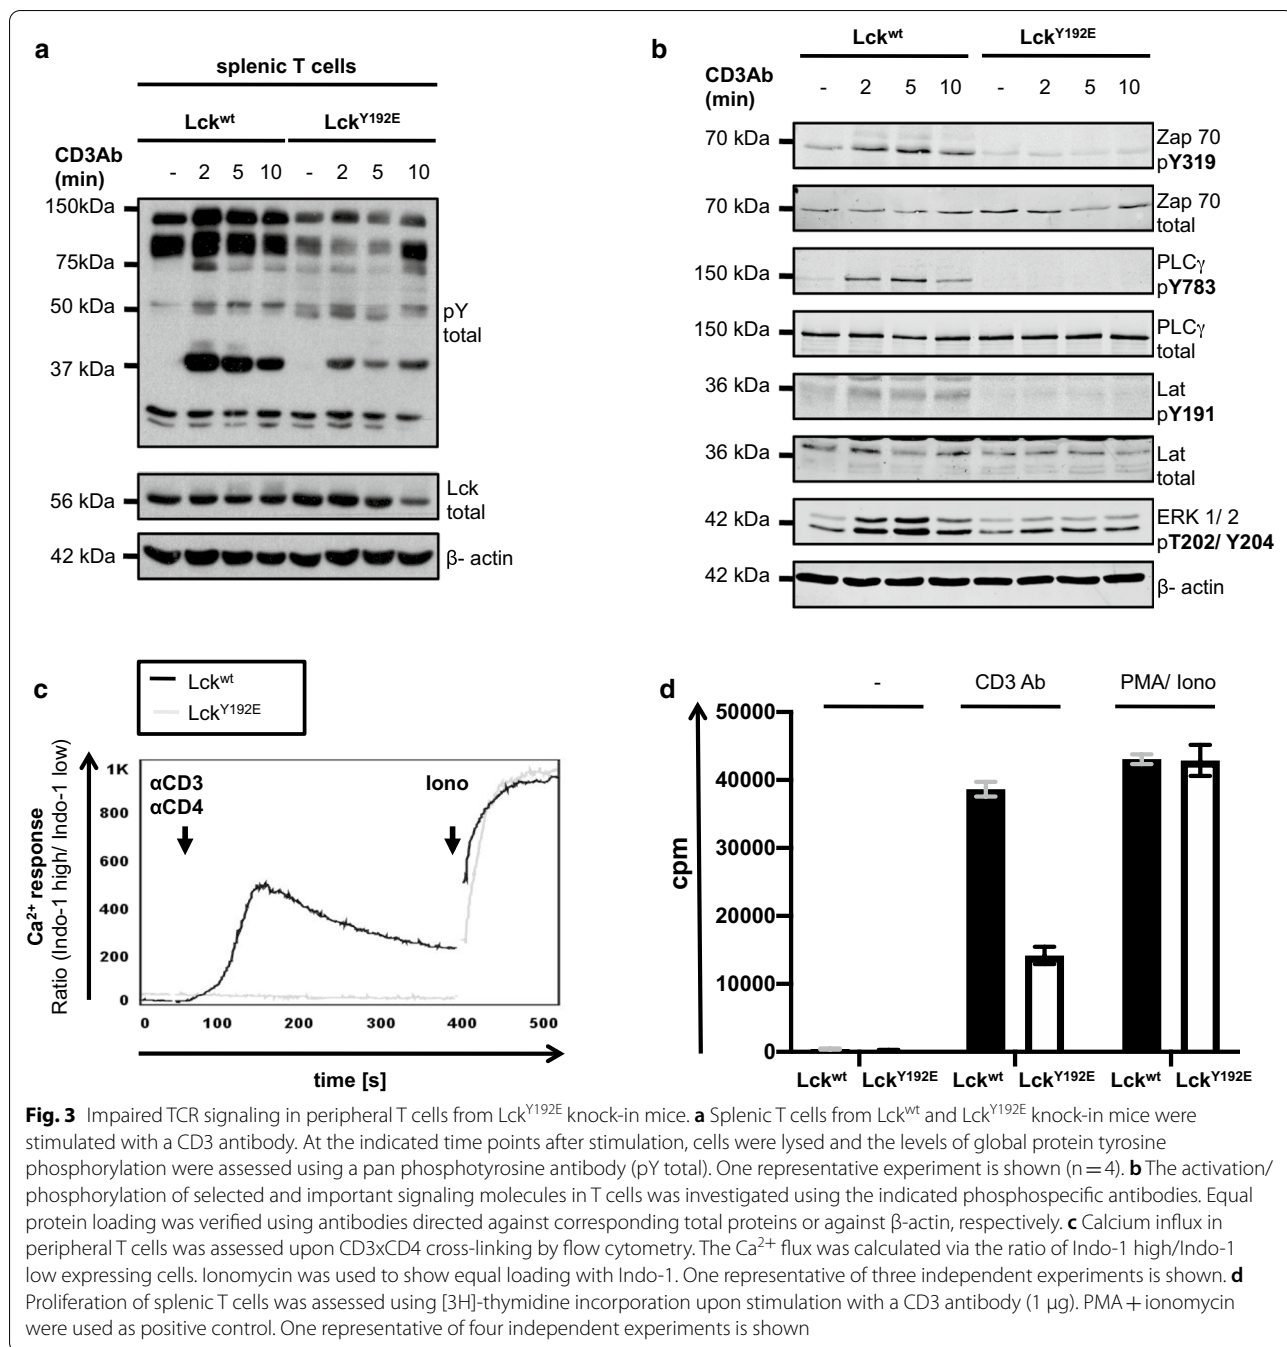 a
splenic T cells
Lckwt LckY192E
CD3Ab
(min)
- 2 5 10 - 2 5 10
150kDa
75kDa
50 kDa
37 kDa
pY
total
56 kDa
Lck
total
42 kDa
β- actin
b
Lckwt LckY192E
CD3Ab
(min)
- 2 5 10 - 2 5 10
70 kDa
Zap 70
pY319
70 kDa
Zap 70
total
150 kDa
PLCγ
pY783
150 kDa
PLCγ
total
36 kDa
Lat
pY191
36 kDa
Lat
total
42 kDa
ERK 1/ 2
pT202/ Y204
42 kDa
β- actin
c
Lckwt
LckY192E
Ca2+ response
Ratio (Indo-1 high/ Indo-1 low)
1K
800
600
400
200
0
αCD3
αCD4
Iono
0 100 200 300 400 500
time [s]
d
- CD3 Ab PMA/ Iono
cpm
50000
40000
30000
20000
10000
0
Lckwt LckY192E Lckwt LckY192E Lckwt LckY192E
Fig. 3 Impaired TCR signaling in peripheral T cells from LckY192E knock-in mice. a Splenic T cells from Lckwt and LckY192E knock-in mice were
stimulated with a CD3 antibody. At the indicated time points after stimulation, cells were lysed and the levels of global protein tyrosine
phosphorylation were assessed using a pan phosphotyrosine antibody (pY total). One representative experiment is shown (n = 4). b The activation/
phosphorylation of selected and important signaling molecules in T cells was investigated using the indicated phosphospecific antibodies. Equal
protein loading was verified using antibodies directed against corresponding total proteins or against β-actin, respectively. c Calcium influx in
peripheral T cells was assessed upon CD3xCD4 cross-linking by flow cytometry. The Ca2+ flux was calculated via the ratio of Indo-1 high/Indo-1
low expressing cells. Ionomycin was used to show equal loading with Indo-1. One representative of three independent experiments is shown. d
Proliferation of splenic T cells was assessed using [3H]-thymidine incorporation upon stimulation with a CD3 antibody (1 µg). PMA + ionomycin
were used as positive control. One representative of four independent experiments is shown